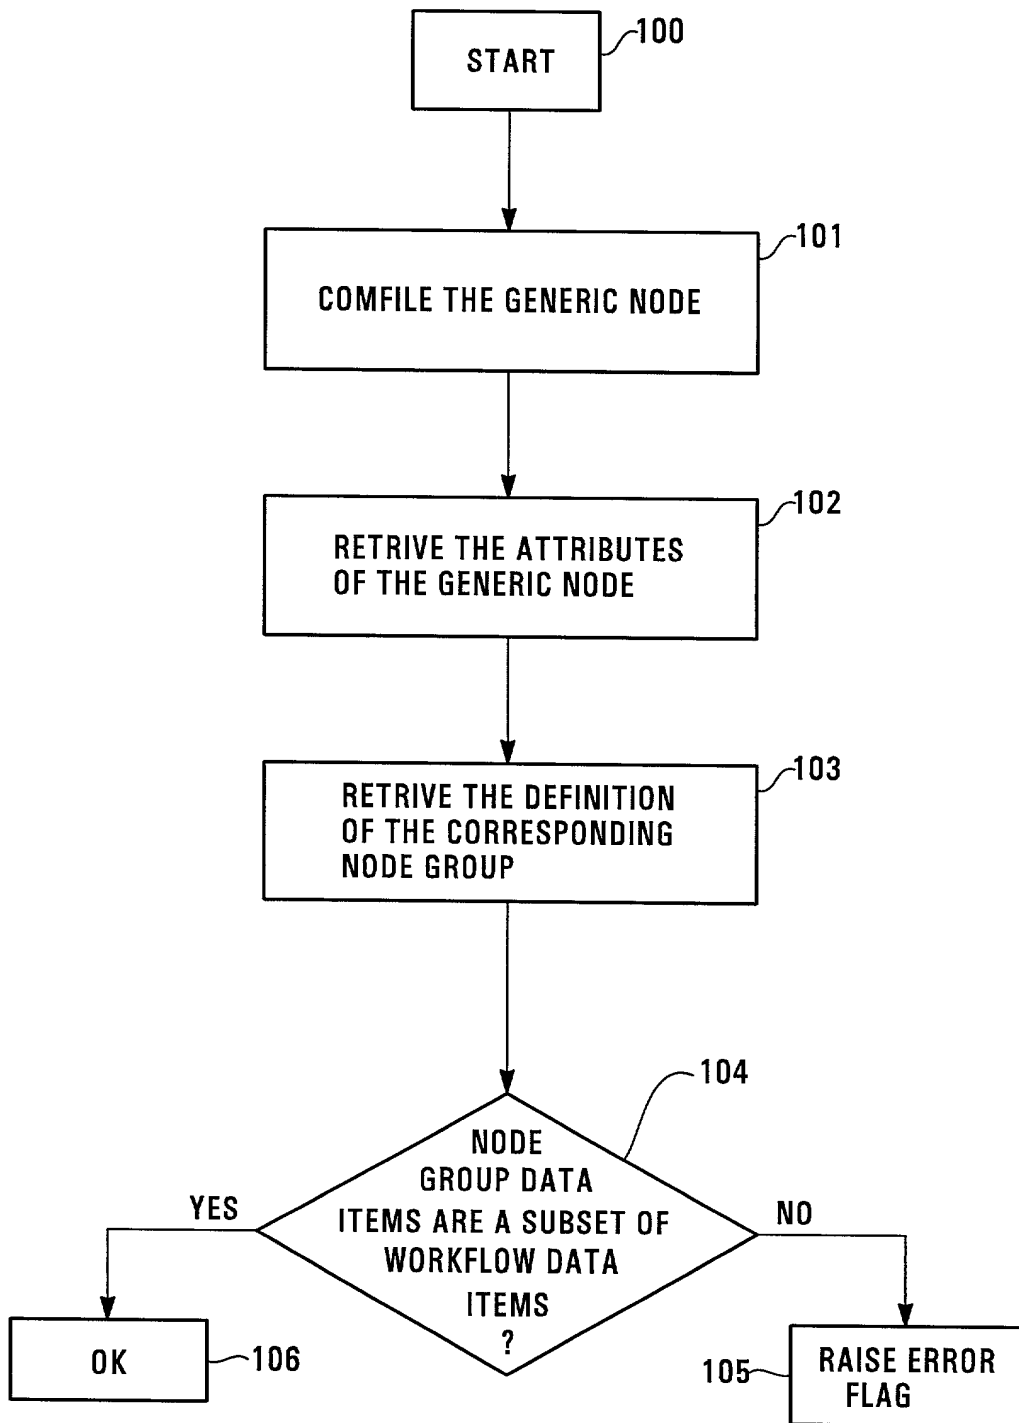 START
100
COMFILE THE GENERIC NODE
101
RETRIVE THE ATTRIBUTES
OF THE GENERIC NODE
102
RETRIVE THE DEFINITION
OF THE CORRESPONDING
NODE GROUP
103
104
NODE
GROUP DATA
ITEMS ARE A SUBSET OF
WORKFLOW DATA
ITEMS
?
YES
NO
OK
106
105
RAISE ERROR
FLAG